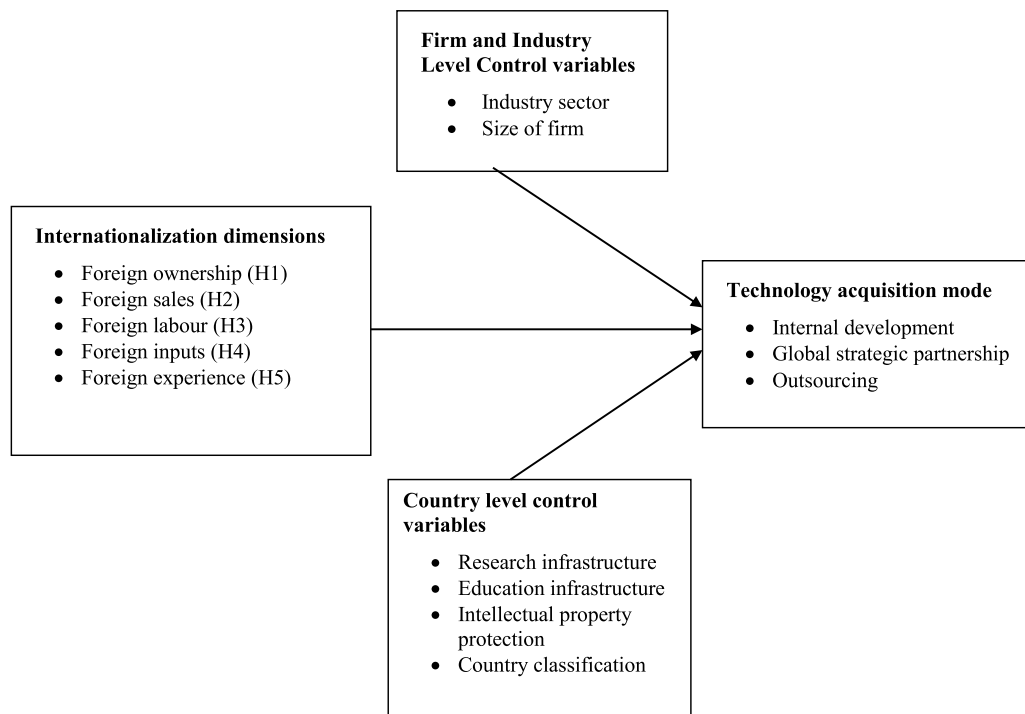 Firm and Industry
Level Control variables
• Industry sector
• Size of firm
Internationalization dimensions
• Foreign ownership (H1)
• Foreign sales (H2)
• Foreign labour (H3)
• Foreign inputs (H4)
• Foreign experience (H5)
Technology acquisition mode
• Internal development
• Global strategic partnership
• Outsourcing
Country level control
variables
• Research infrastructure
• Education infrastructure
• Intellectual property
protection
• Country classification